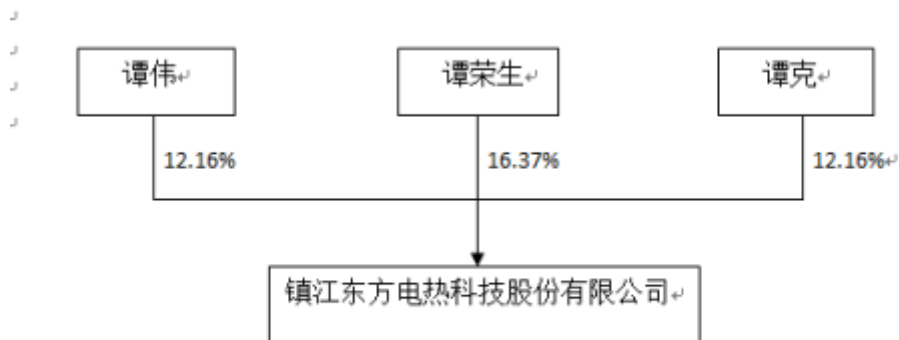 谭伟
谭荣生
谭克
12.16%
16.37%
12.16%
镇江东方电热科技股份有限公司